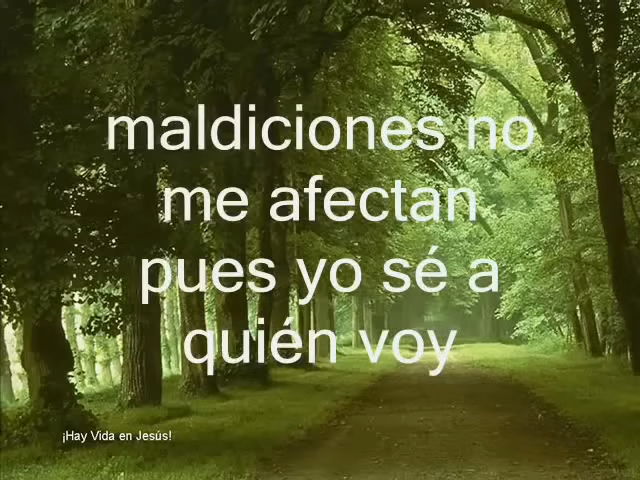 maldiciones no
me afectan
pues yo sé a
quién voy
¡Hay Vida en Jesús!